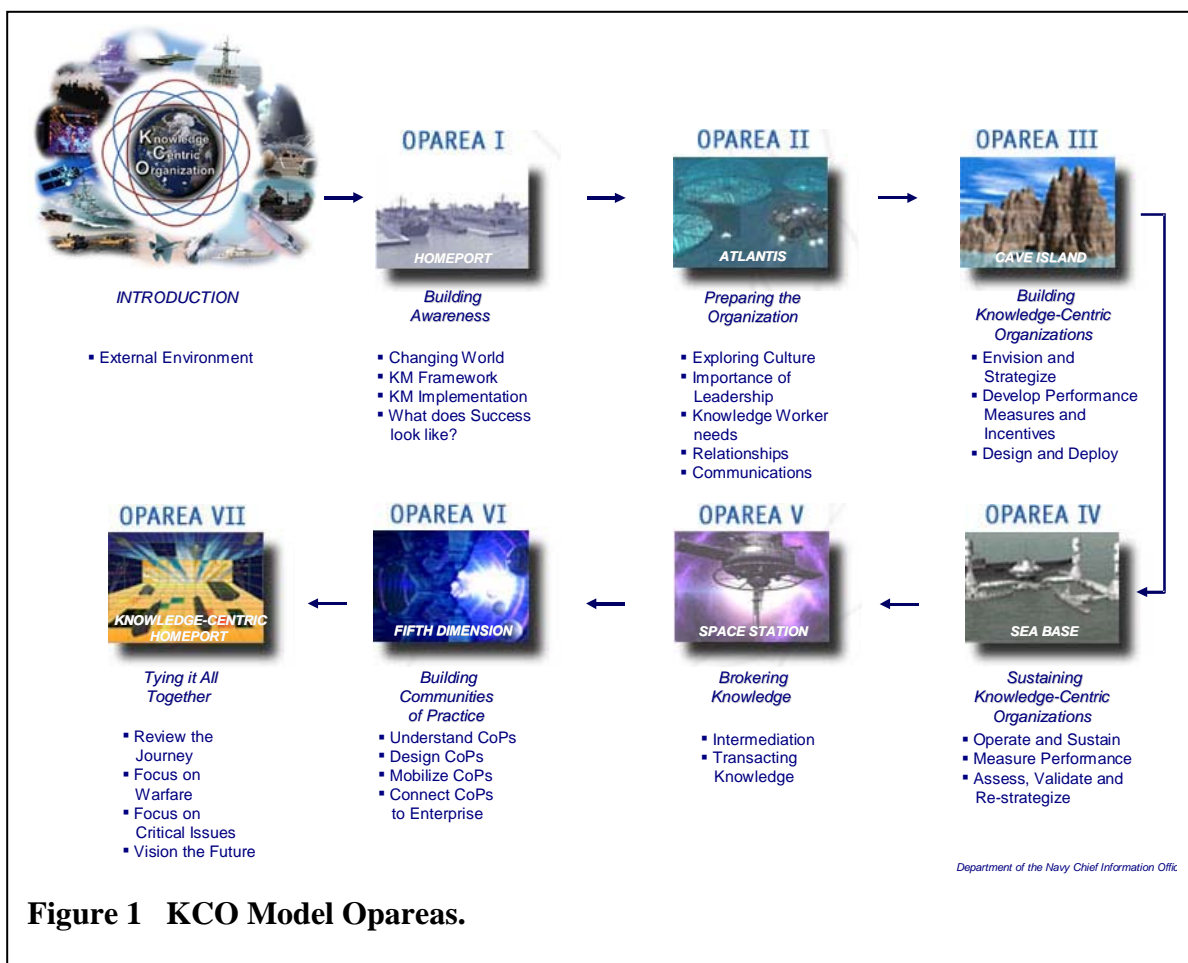 Knowledge
Centric
Organization
INTRODUCTION
▪ External Environment
OPAREA I
HOMEPORT
Building
Awareness
▪ Changing World
▪ KM Framework
▪ KM Implementation
▪ What does Success
look like?
OPAREA II
ATLANTIS
Preparing the
Organization
▪ Exploring Culture
▪ Importance of
Leadership
▪ Knowledge Worker
needs
▪ Relationships
▪ Communications
OPAREA III
CAVE ISLAND
Building
Knowledge-Centric
Organizations
▪ Envision and
Strategize
▪ Develop Performance
Measures and
Incentives
▪ Design and Deploy
OPAREA IV
SEA BASE
Sustaining
Knowledge-Centric
Organizations
▪ Operate and Sustain
▪ Measure Performance
▪ Assess, Validate and
Re-strategize
OPAREA V
SPACE STATION
Brokering
Knowledge
▪ Intermediation
▪ Transacting
Knowledge
OPAREA VI
FIFTH DIMENSION
Building
Communities
of Practice
▪ Understand CoPs
▪ Design CoPs
▪ Mobilize CoPs
▪ Connect CoPs
to Enterprise
OPAREA VII
KNOWLEDGE-CENTRIC
HOMEPORT
Tying it All
Together
▪ Review the
Journey
▪ Focus on
Warfare
▪ Focus on
Critical Issues
▪ Vision the Future
Department of the Navy Chief Information Offic
Figure 1 KCO Model Opareas.